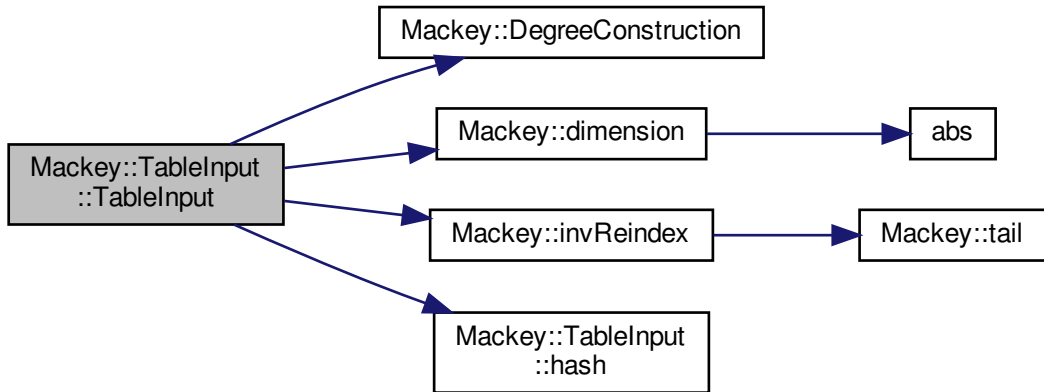 Mackey::DegreeConstruction
Mackey::dimension
abs
Mackey::TableInput
::TableInput
Mackey::invReindex
Mackey::tail
Mackey::TableInput
::hash